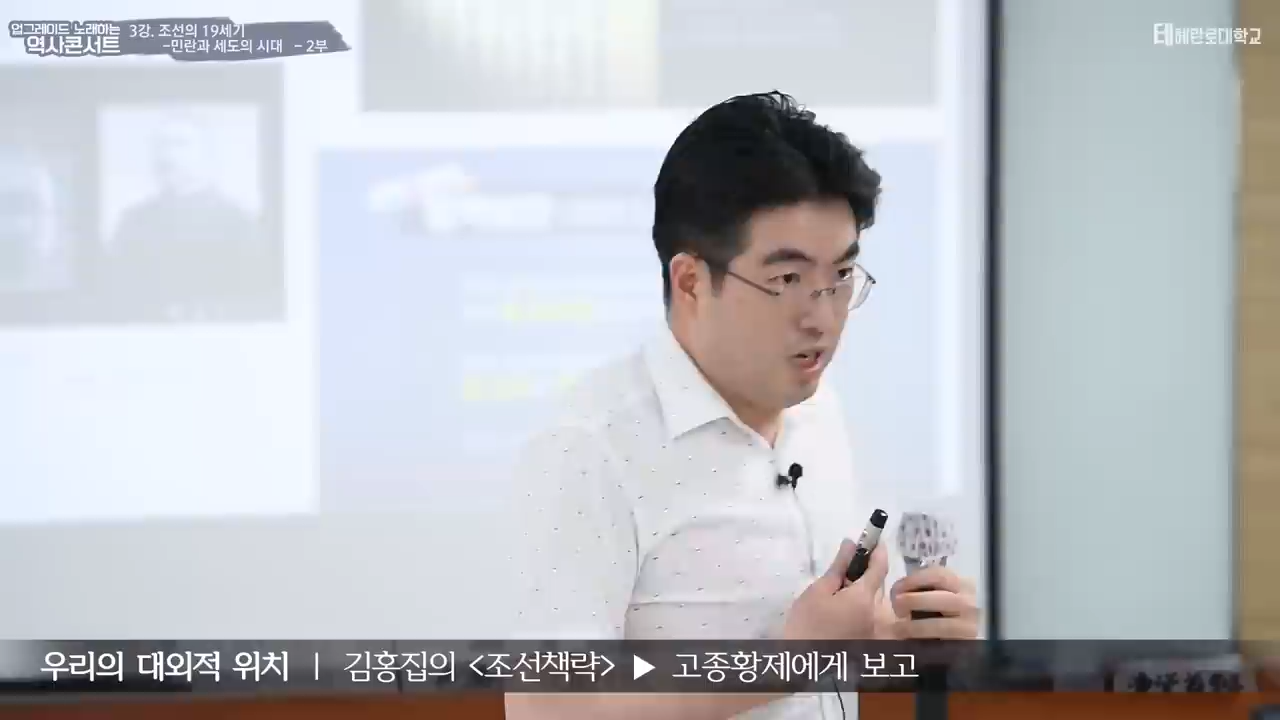 업그레이드 노래하는
역사콘서트
3강. 조선의 19세기
-민란과 세도의 시대 - 2부
테헤란로대학교
우리의 대외적 위치 | 김홍집의 <조선책략> ▶ 고종황제에게 보고